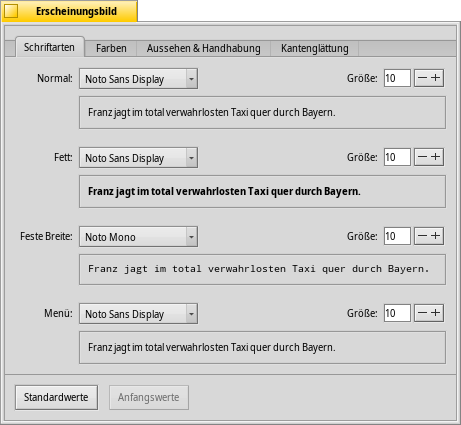 Erscheinungsbild
Schriftarten Farben Aussehen & Handhabung Kantenglättung
Normal: Noto Sans Display Größe: 10
Franz jagt im total verwahrlosten Taxi quer durch Bayern.
Fett: Noto Sans Display Größe: 10
Franz jagt im total verwahrlosten Taxi quer durch Bayern.
Feste Breite: Noto Mono Größe: 10
Franz jagt im total verwahrlosten Taxi quer durch Bayern.
Menü: Noto Sans Display Größe: 10
Franz jagt im total verwahrlosten Taxi quer durch Bayern.
Standardwerte Anfangswerte